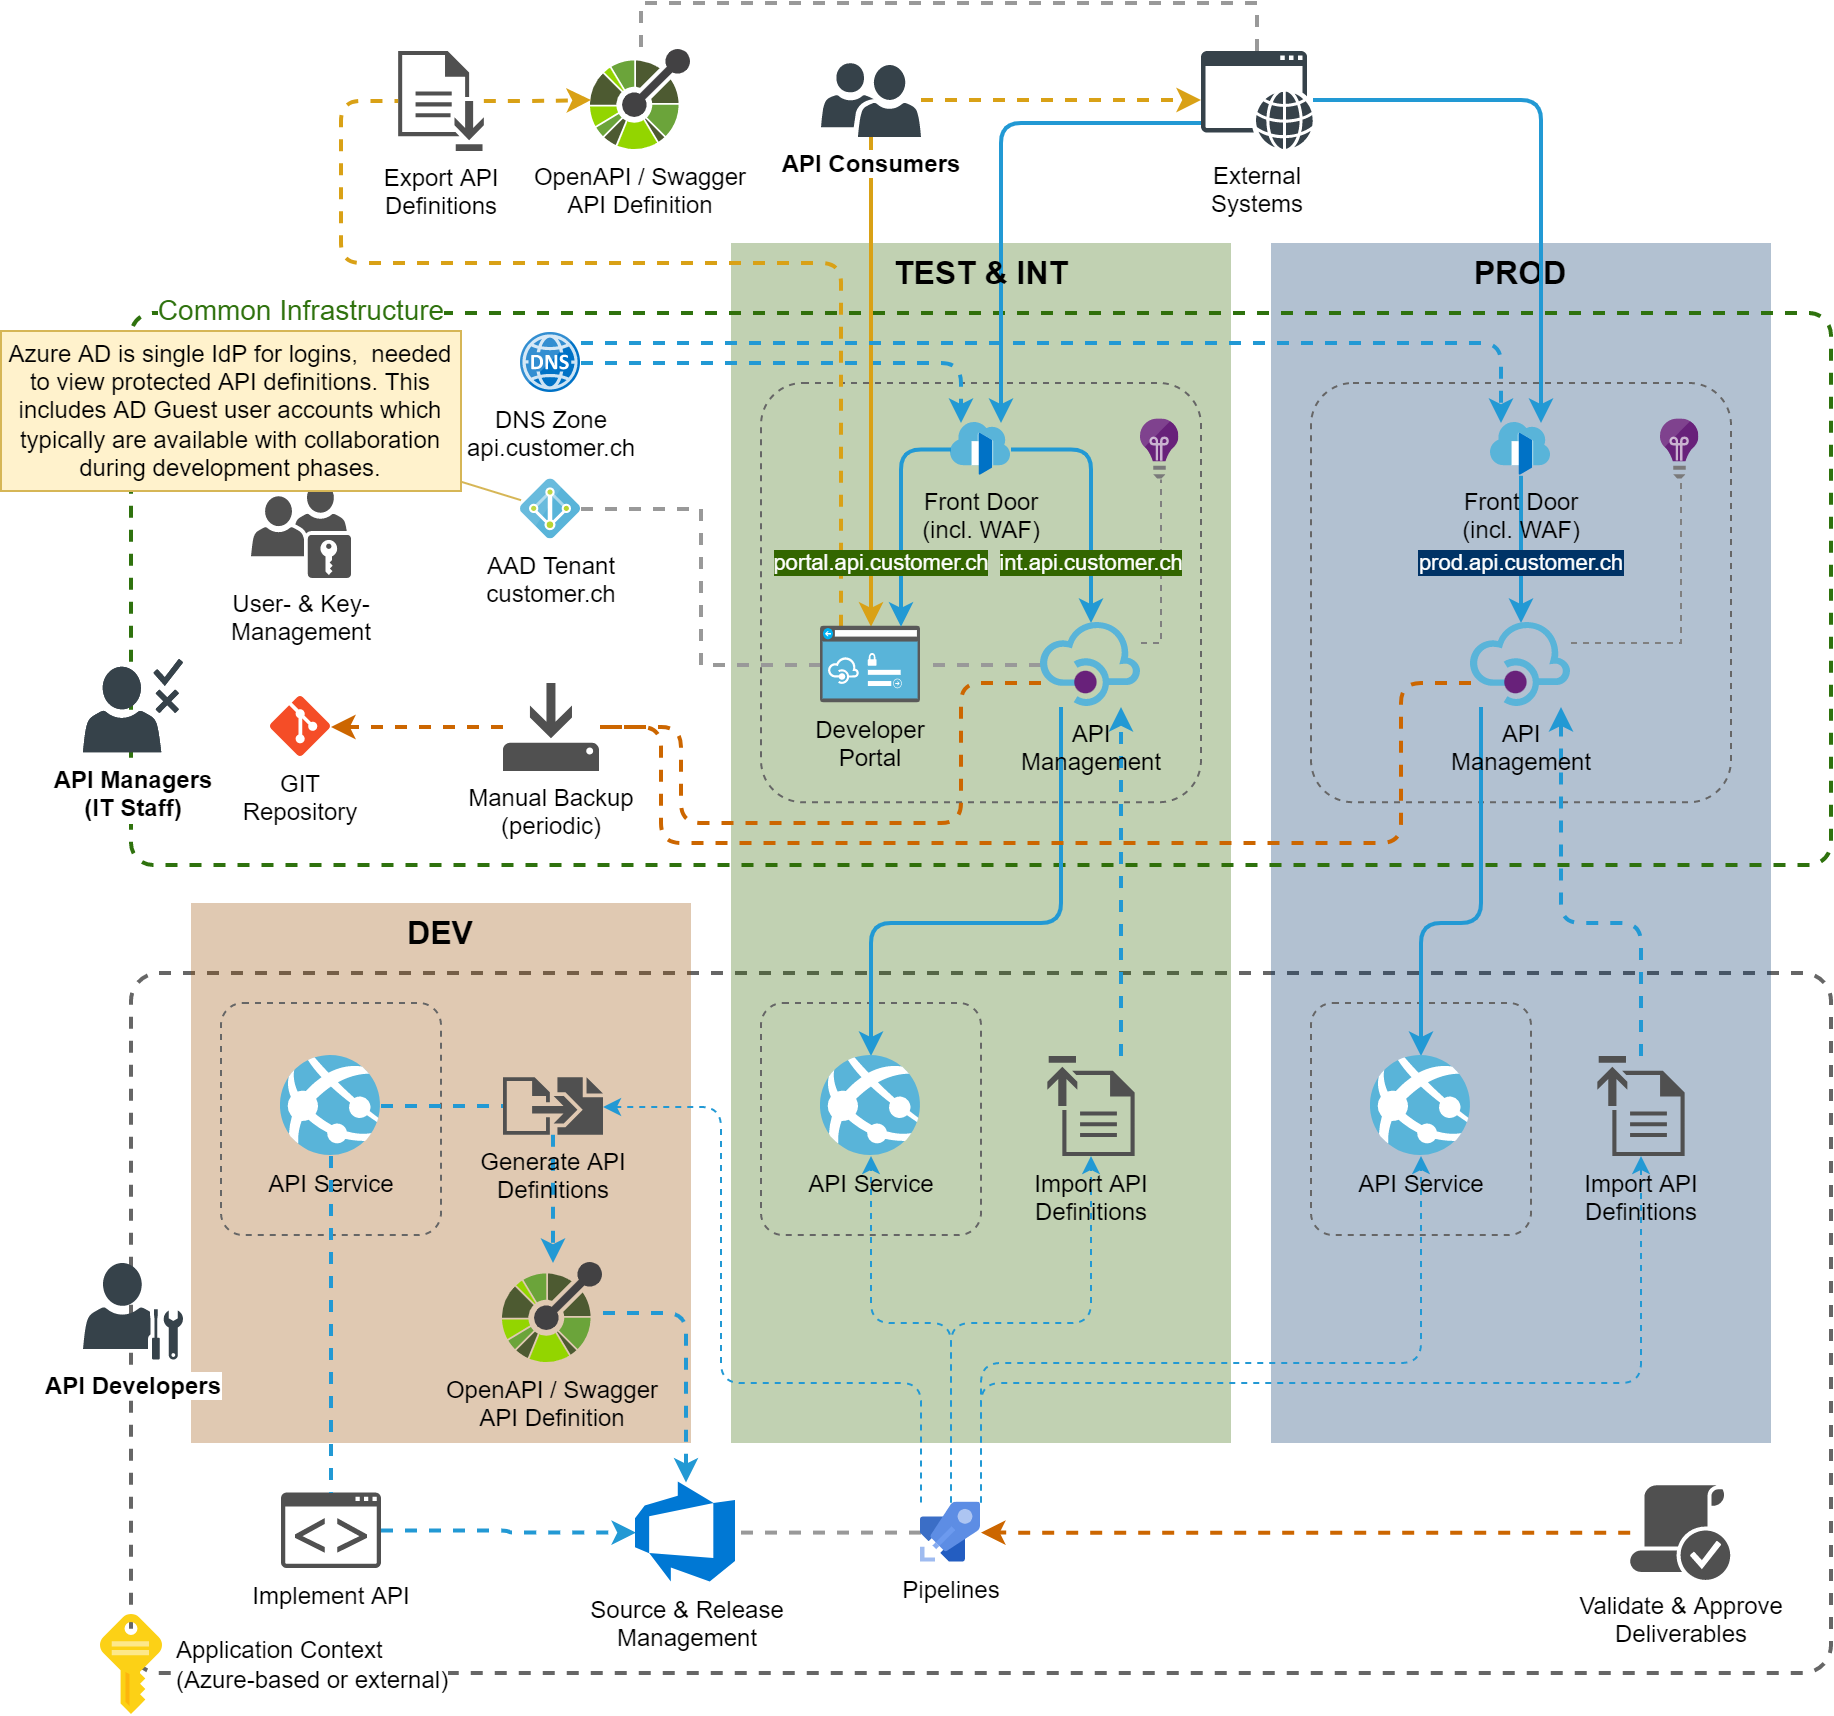 Export API
Definitions
OpenAPI / Swagger
API Definition
API Consumers
External
Systems
TEST & INT
PROD
Common Infrastructure
Azure AD is single IdP for logins,  needed
to view protected API definitions. This
includes AD Guest user accounts which
typically are available with collaboration
during development phases.
DNS
DNS Zone
api.customer.ch
AAD Tenant
customer.ch
User- & Key-
Management
Front Door
(incl. WAF)
portal.api.customer.ch
int.api.customer.ch
Front Door
(incl. WAF)
prod.api.customer.ch
API Managers
(IT Staff)
GIT
Repository
Manual Backup
(periodic)
Developer
Portal
API
Management
API
Management
DEV
API Service
Generate API
Definitions
API Service
Import API
Definitions
API Service
Import API
Definitions
API Developers
OpenAPI / Swagger
API Definition
Implement API
Source & Release
Management
Pipelines
Validate & Approve
Deliverables
Application Context
(Azure-based or external)